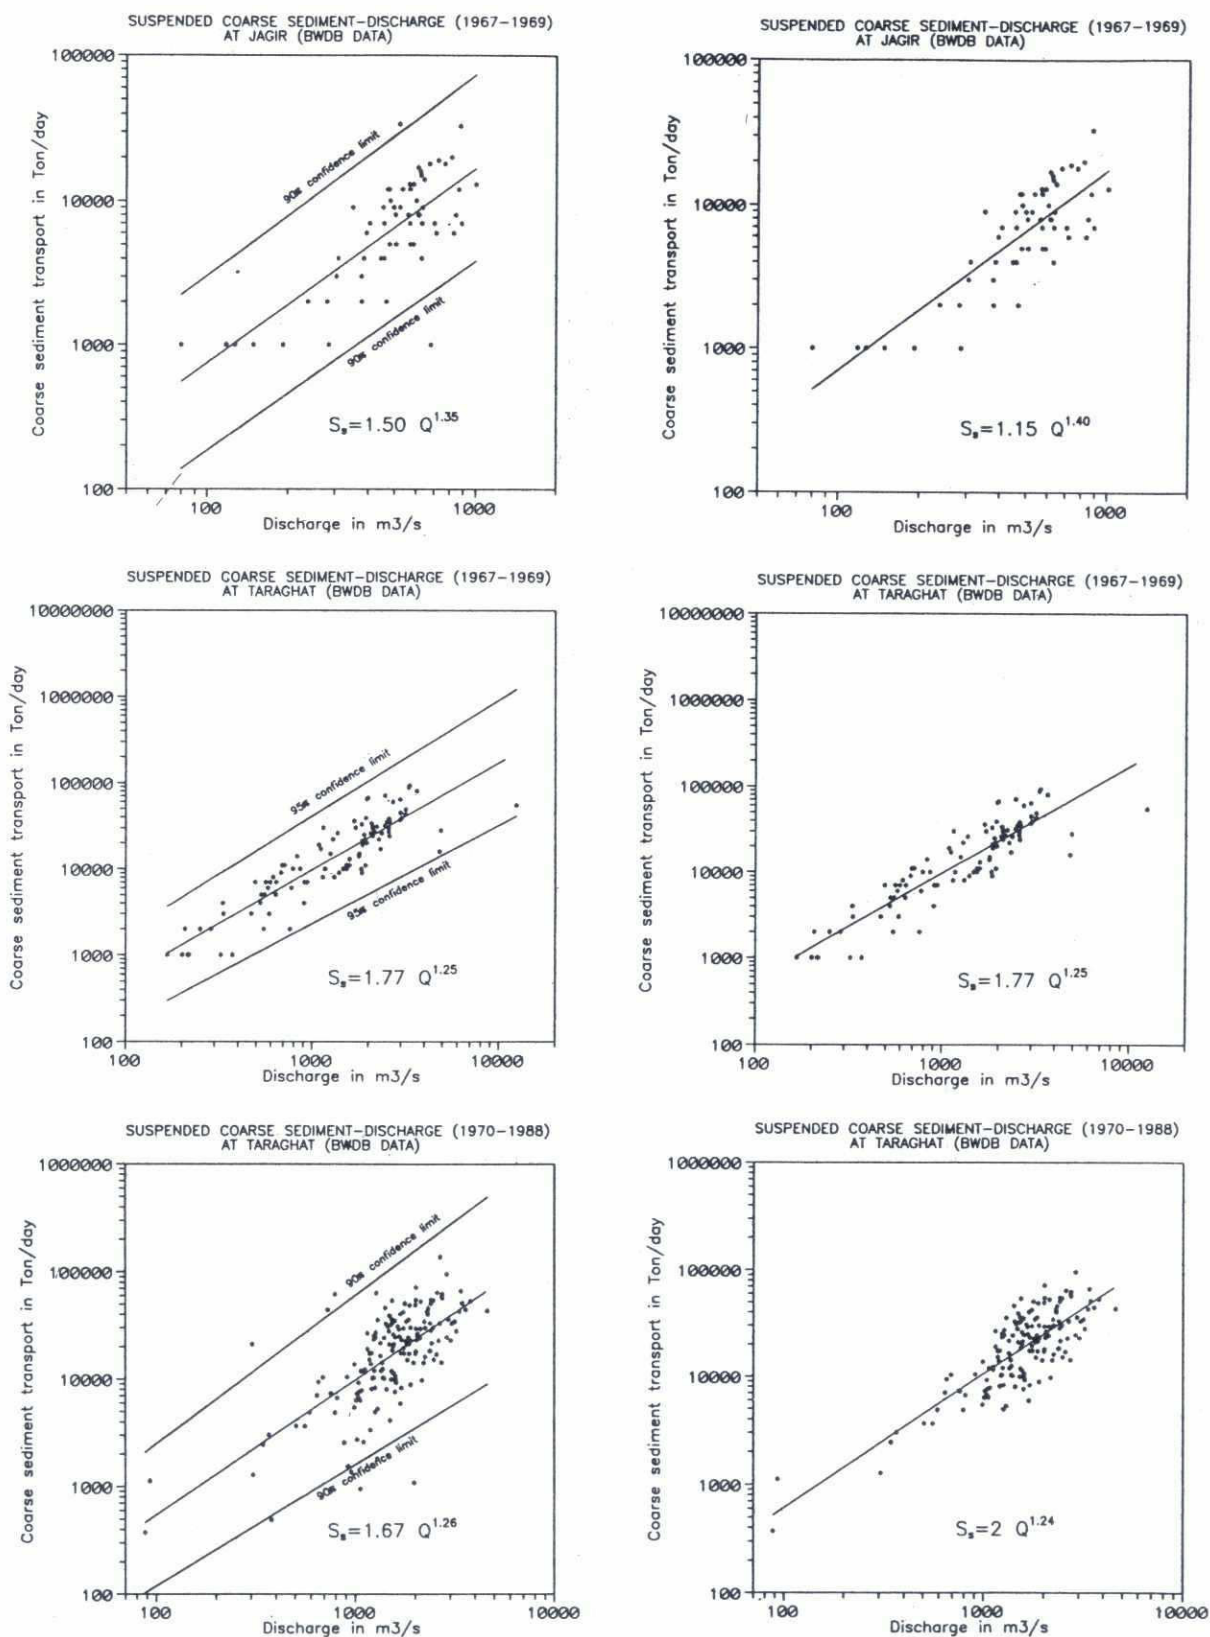 SUSPENDED COARSE SEDIMENT-DISCHARGE (1967-1969)
AT JAGIR (BWDB DATA)
100000
10000
1000
100
Coarse sediment transport in Ton/day
90% confidence limit
90% confidence limit
Sₛ=1.50 Q^1.35
100
1000
Discharge in m3/s
SUSPENDED COARSE SEDIMENT-DISCHARGE (1967-1969)
AT JAGIR (BWDB DATA)
100000
10000
1000
100
Coarse sediment transport in Ton/day
Sₛ=1.15 Q^1.40
100
1000
Discharge in m3/s
SUSPENDED COARSE SEDIMENT-DISCHARGE (1967-1969)
AT TARAGHAT (BWDB DATA)
10000000
1000000
100000
10000
1000
100
Coarse sediment transport in Ton/day
95% confidence limit
95% confidence limit
Sₛ=1.77 Q^1.25
100
1000
10000
Discharge in m3/s
SUSPENDED COARSE SEDIMENT-DISCHARGE (1967-1969)
AT TARAGHAT (BWDB DATA)
10000000
1000000
100000
10000
1000
100
Coarse sediment transport in Ton/day
Sₛ=1.77 Q^1.25
100
1000
10000
Discharge in m3/s
SUSPENDED COARSE SEDIMENT-DISCHARGE (1970-1988)
AT TARAGHAT (BWDB DATA)
1000000
100000
10000
1000
100
Coarse sediment transport in Ton/day
90% confidence limit
90% confidence limit
Sₛ=1.67 Q^1.26
100
1000
10000
Discharge in m3/s
SUSPENDED COARSE SEDIMENT-DISCHARGE (1970-1988)
AT TARAGHAT (BWDB DATA)
1000000
100000
10000
1000
100
Coarse sediment transport in Ton/day
Sₛ=2 Q^1.24
100
1000
10000
Discharge in m3/s